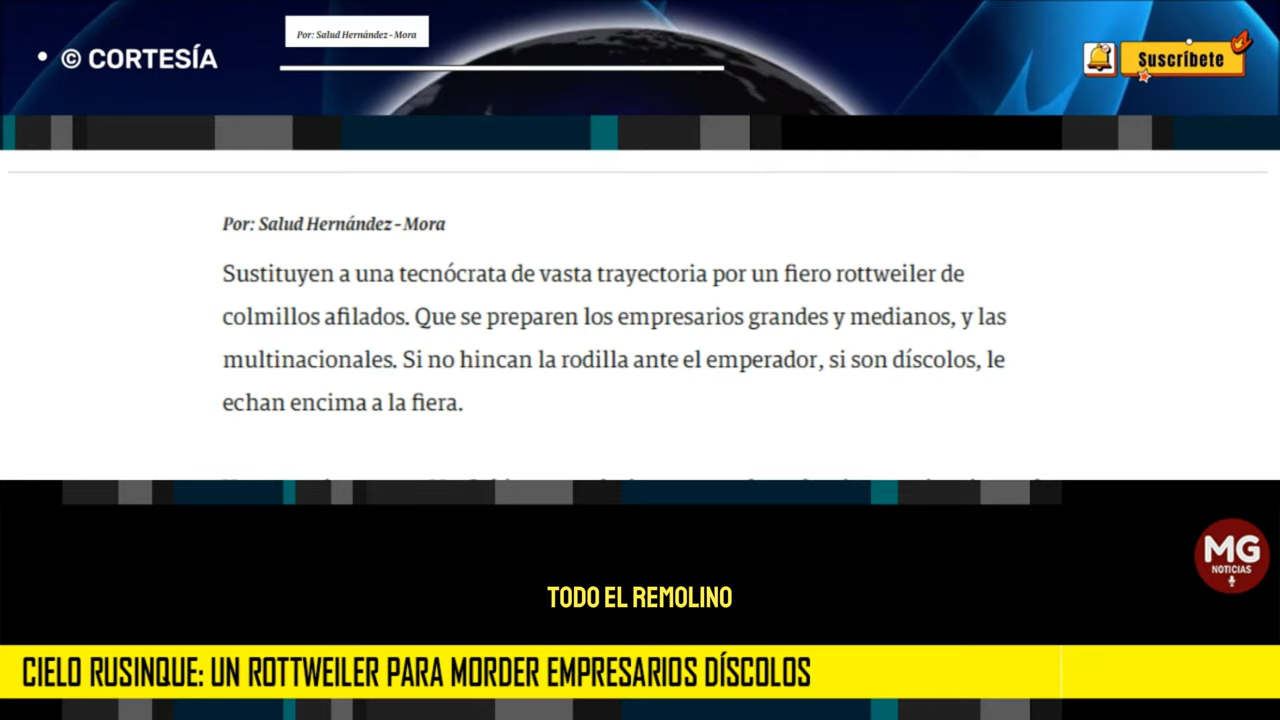 • © CORTESÍA
Por: Salud Hernández-Mora
Suscríbete
Por: Salud Hernández-Mora
Sustituyen a una tecnócrata de vasta trayectoria por un fiero rottweiler de
colmillos afilados. Que se preparen los empresarios grandes y medianos, y las
multinacionales. Si no hincan la rodilla ante el emperador, si son díscolos, le
echan encima a la fiera.
MG
NOTICIAS
TODO EL REMOLINO
CIELO RUSINQUE: UN ROTTWEILER PARA MORDER EMPRESARIOS DÍSCOLOS